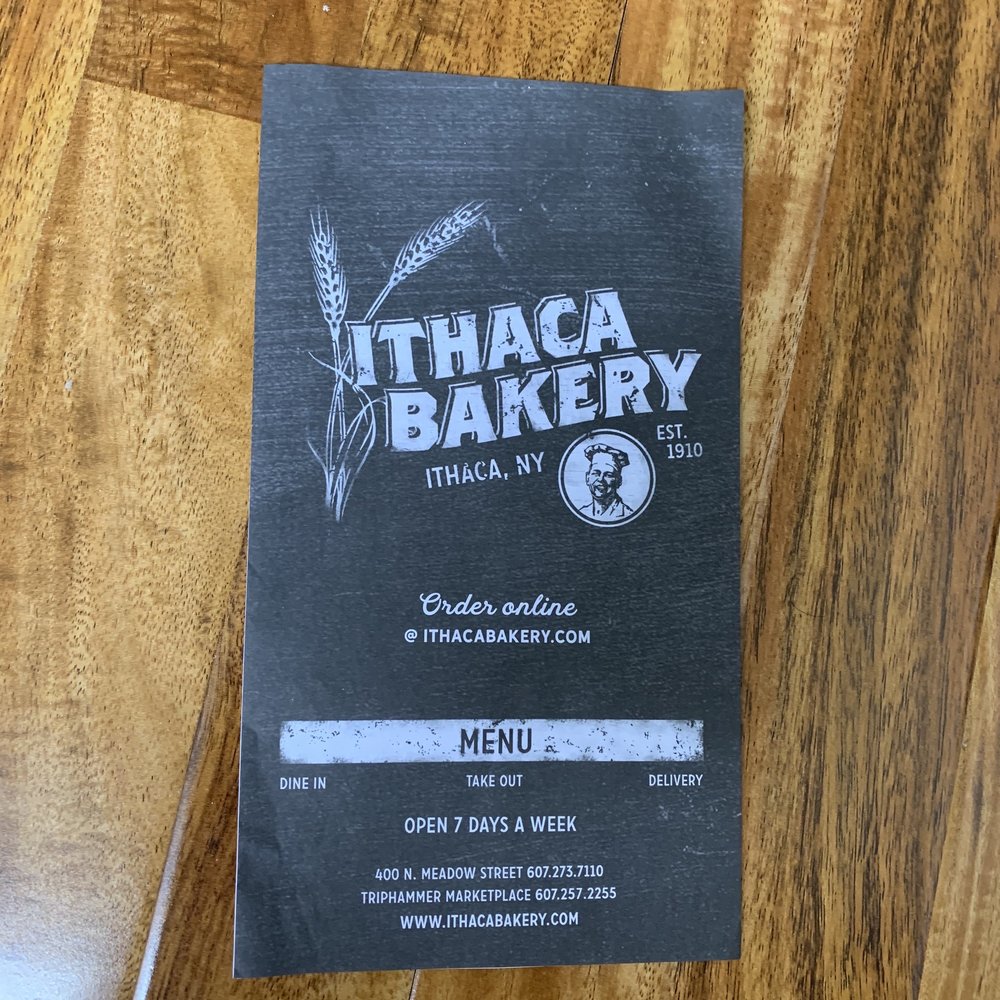 ITHACA
BAKERY
ITHACA, NY
EST.
1910
Order online
@ ITHACABAKERY.COM
MENU
DINE IN TAKE OUT DELIVERY
OPEN 7 DAYS A WEEK
400 N. MEADOW STREET 607.273.7110
TRIPHAMMER MARKETPLACE 607.257.2255
WWW.ITHACABAKERY.COM